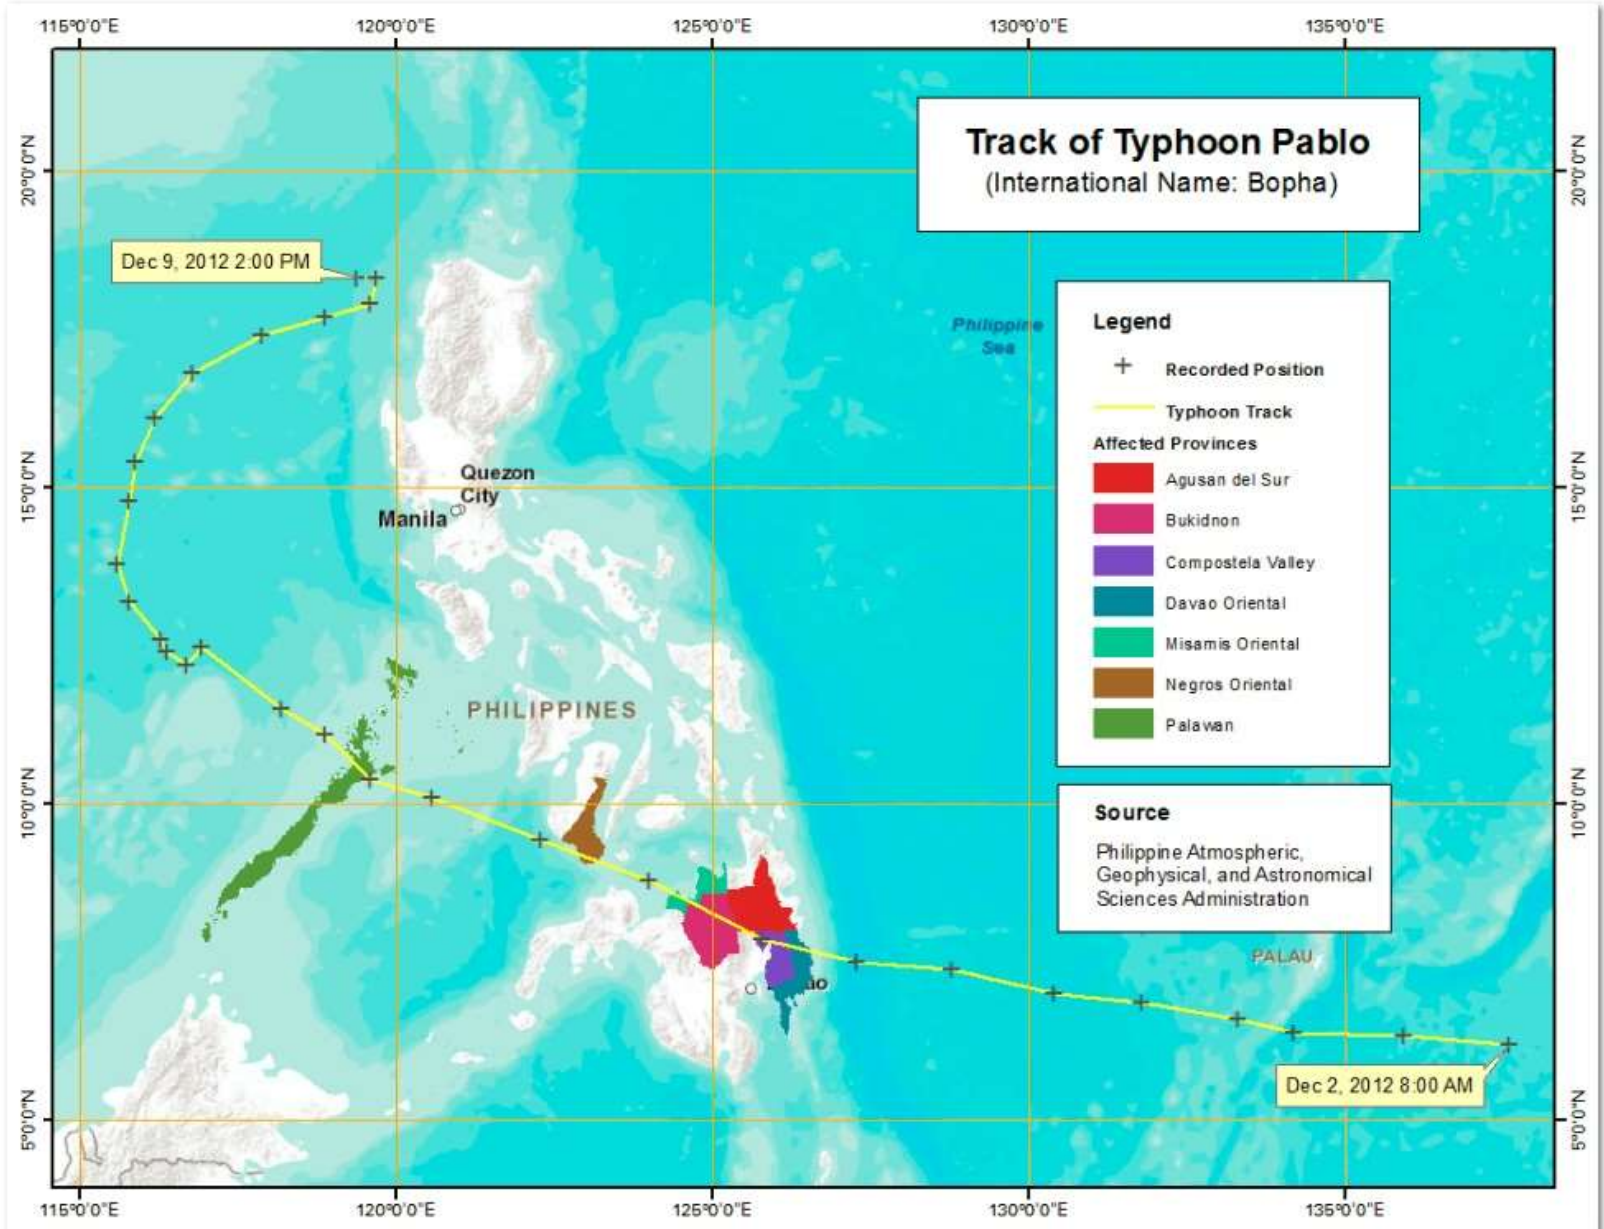 115°0'0"E 120°0'0"E 125°0'0"E 130°0'0"E 135°0'0"E
20°0'0"N 20°0'0"N
Track of Typhoon Pablo
(International Name: Bopha)
Dec 9, 2012 2:00 PM
Philippine
Sea
Legend
Recorded Position
Typhoon Track
Affected Provinces
Agusan del Sur
Bukidnon
Compostela Valley
Davao Oriental
Misamis Oriental
Negros Oriental
Palawan
Quezon
City
Manila
15°0'0"N 15°0'0"N
PHILIPPINES
10°0'0"N 10°0'0"N
Source
Philippine Atmospheric,
Geophysical, and Astronomical
Sciences Administration
PALAU
Dec 2, 2012 8:00 AM
5°0'0"N 5°0'0"N
115°0'0"E 120°0'0"E 125°0'0"E 130°0'0"E 135°0'0"E